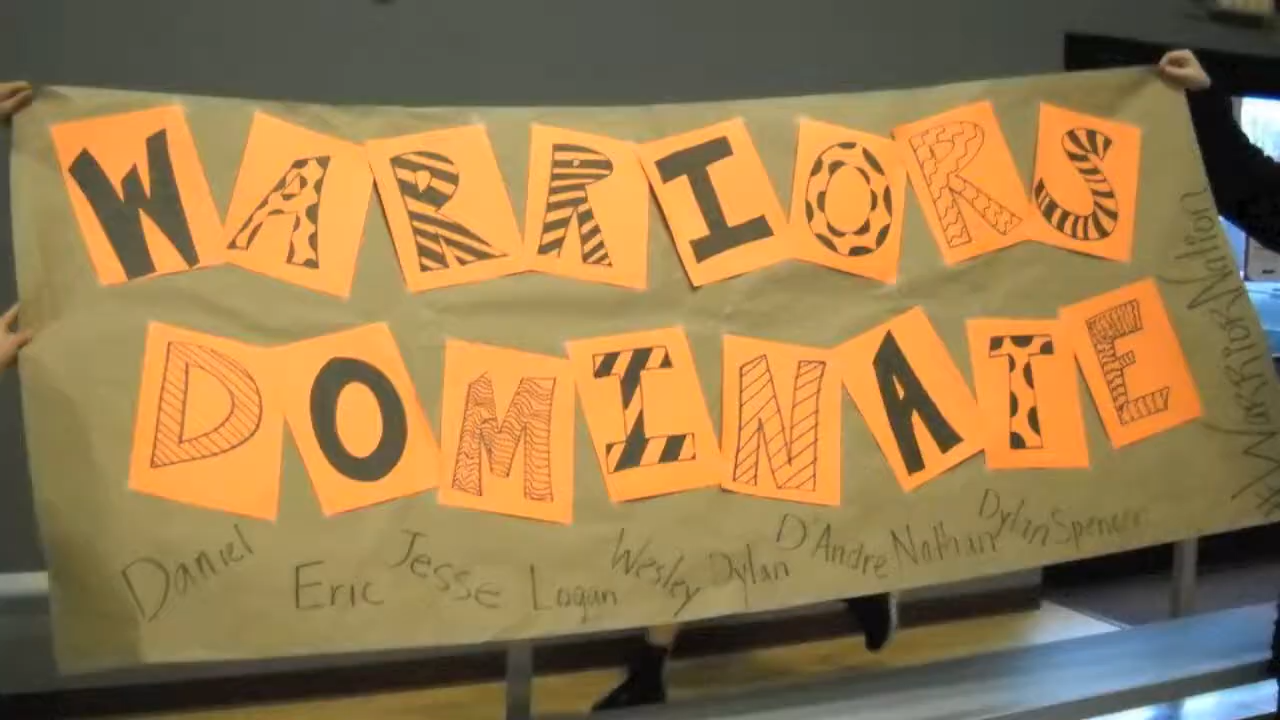 WARRIORS
DOMINATE
Daniel Eric Jesse Logan Wesley Dylan D'Andre Nathan Dylan Spencer
#WarriorNation